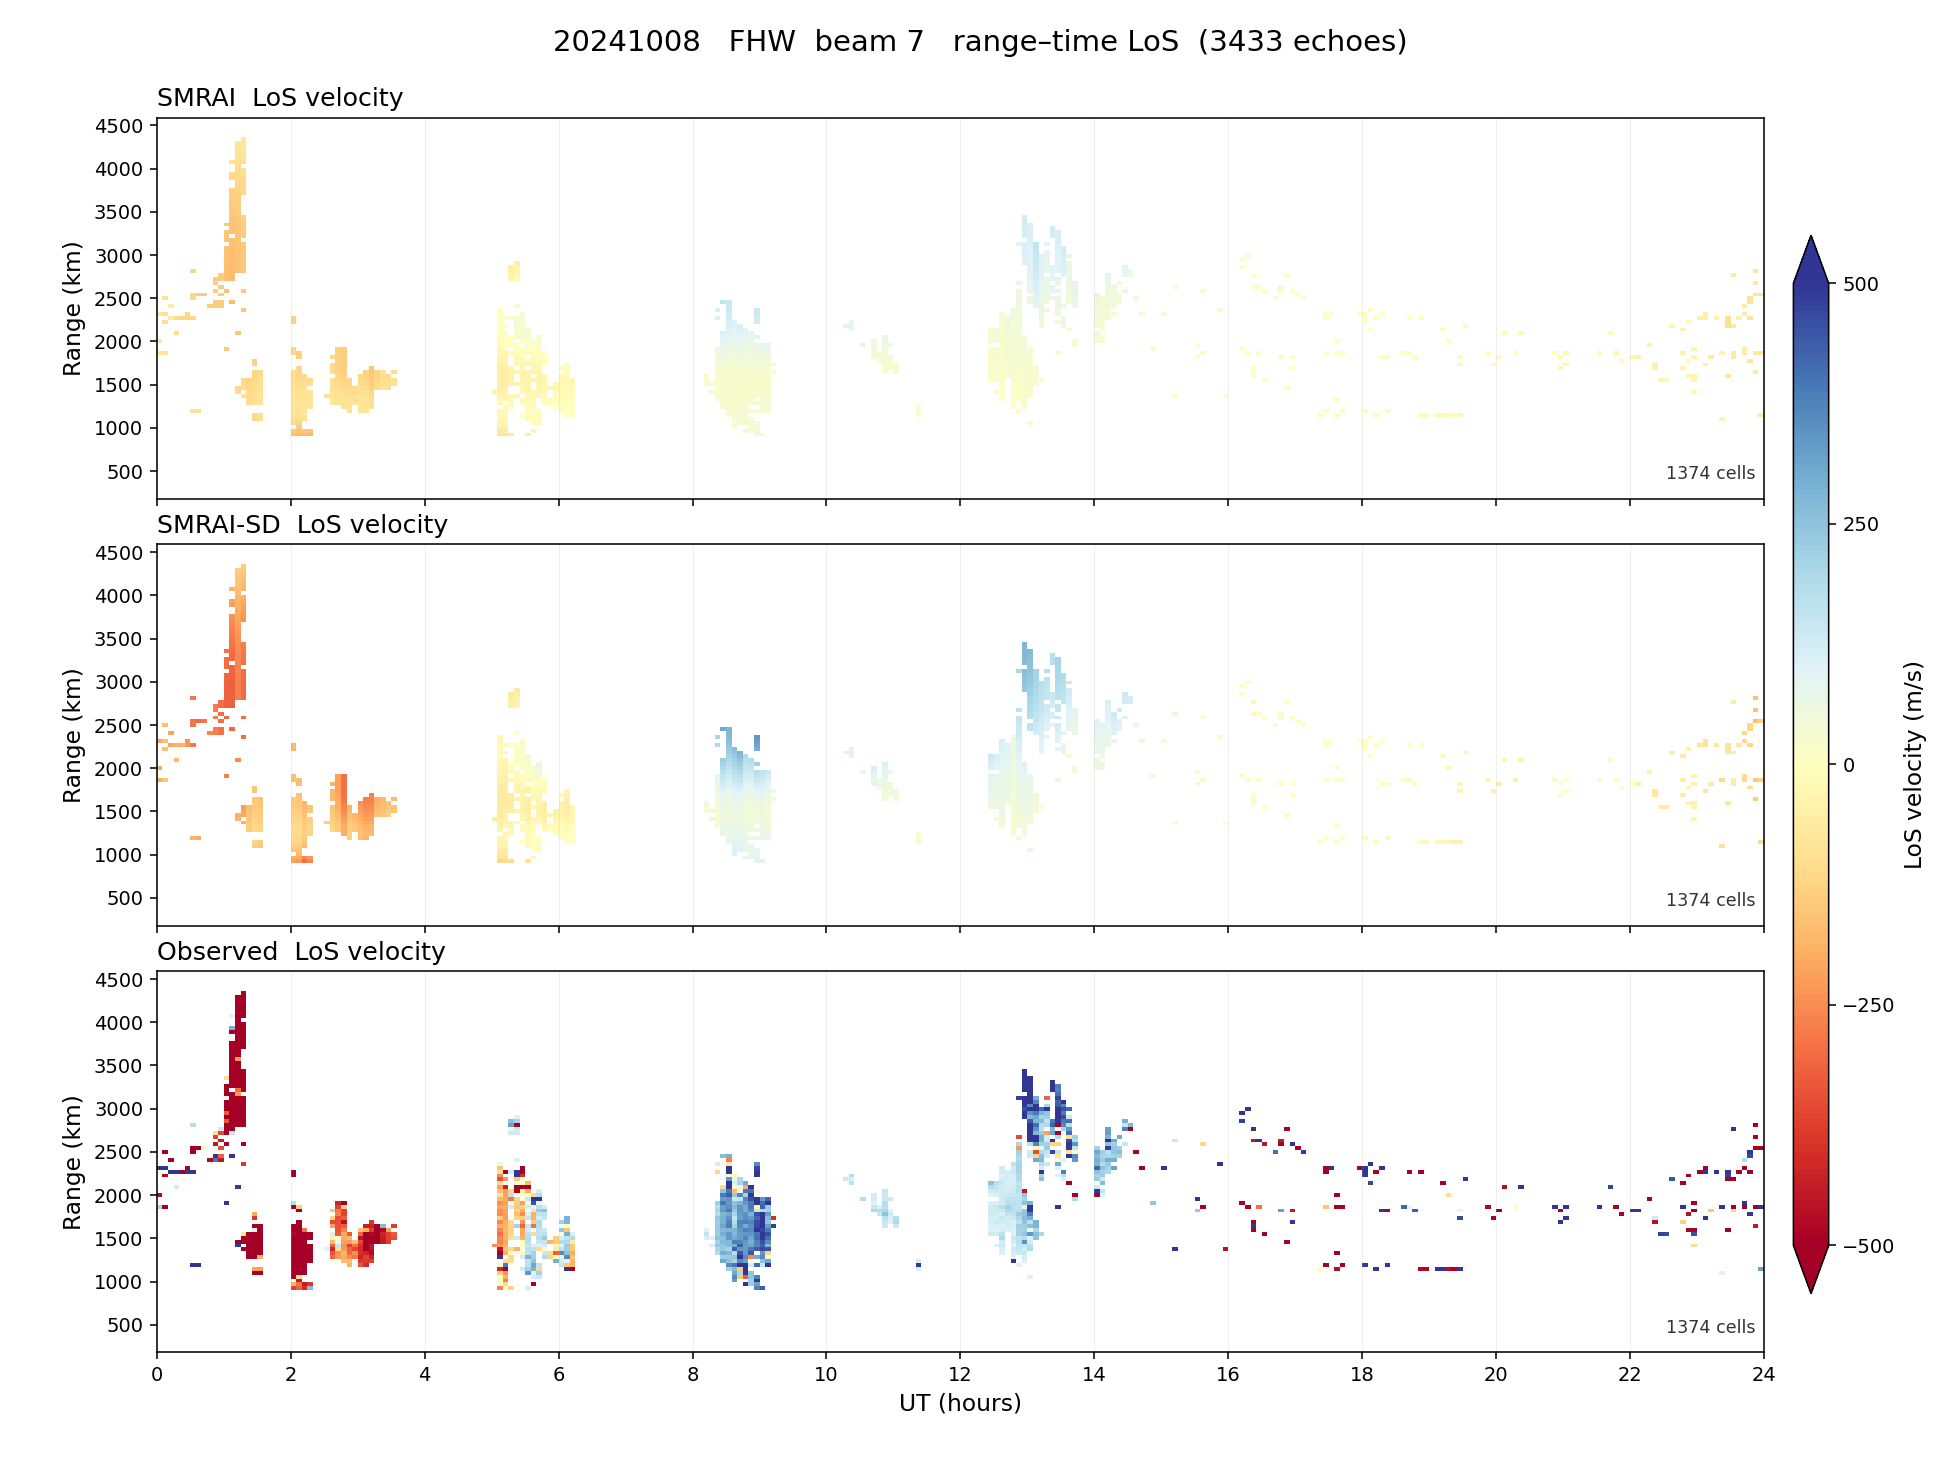 20241008   FHW  beam 7   range–time LoS  (3433 echoes)
SMRAI  LoS velocity
4500
4000
3500
3000
2500
2000
1500
1000
500
Range (km)
1374 cells
SMRAI-SD  LoS velocity
4500
4000
3500
3000
2500
2000
1500
1000
500
Range (km)
1374 cells
Observed  LoS velocity
4500
4000
3500
3000
2500
2000
1500
1000
500
Range (km)
1374 cells
0 2 4 6 8 10 12 14 16 18 20 22 24
UT (hours)
500
250
0
−250
−500
LoS velocity (m/s)